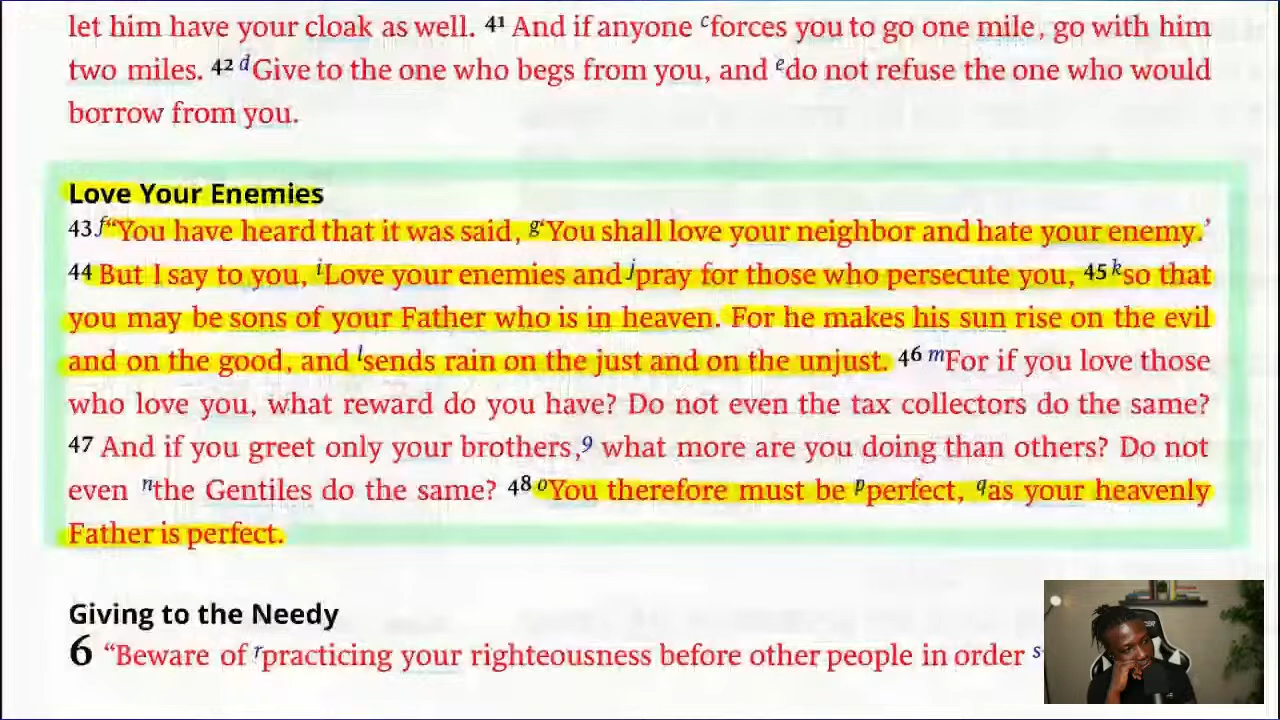 let him have your cloak as well. 41 And if anyone cforces you to go one mile, go with him
two miles. 42 dGive to the one who begs from you, and edo not refuse the one who would
borrow from you.
Love Your Enemies
43 f“You have heard that it was said, g‘You shall love your neighbor and hate your enemy.’
44 But I say to you, iLove your enemies and jpray for those who persecute you, 45 kso that
you may be sons of your Father who is in heaven. For he makes his sun rise on the evil
and on the good, and lsends rain on the just and on the unjust. 46 mFor if you love those
who love you, what reward do you have? Do not even the tax collectors do the same?
47 And if you greet only your brothers,9 what more are you doing than others? Do not
even nthe Gentiles do the same? 48 oYou therefore must be pperfect, qas your heavenly
Father is perfect.
Giving to the Needy
6 “Beware of rpracticing your righteousness before other people in order s